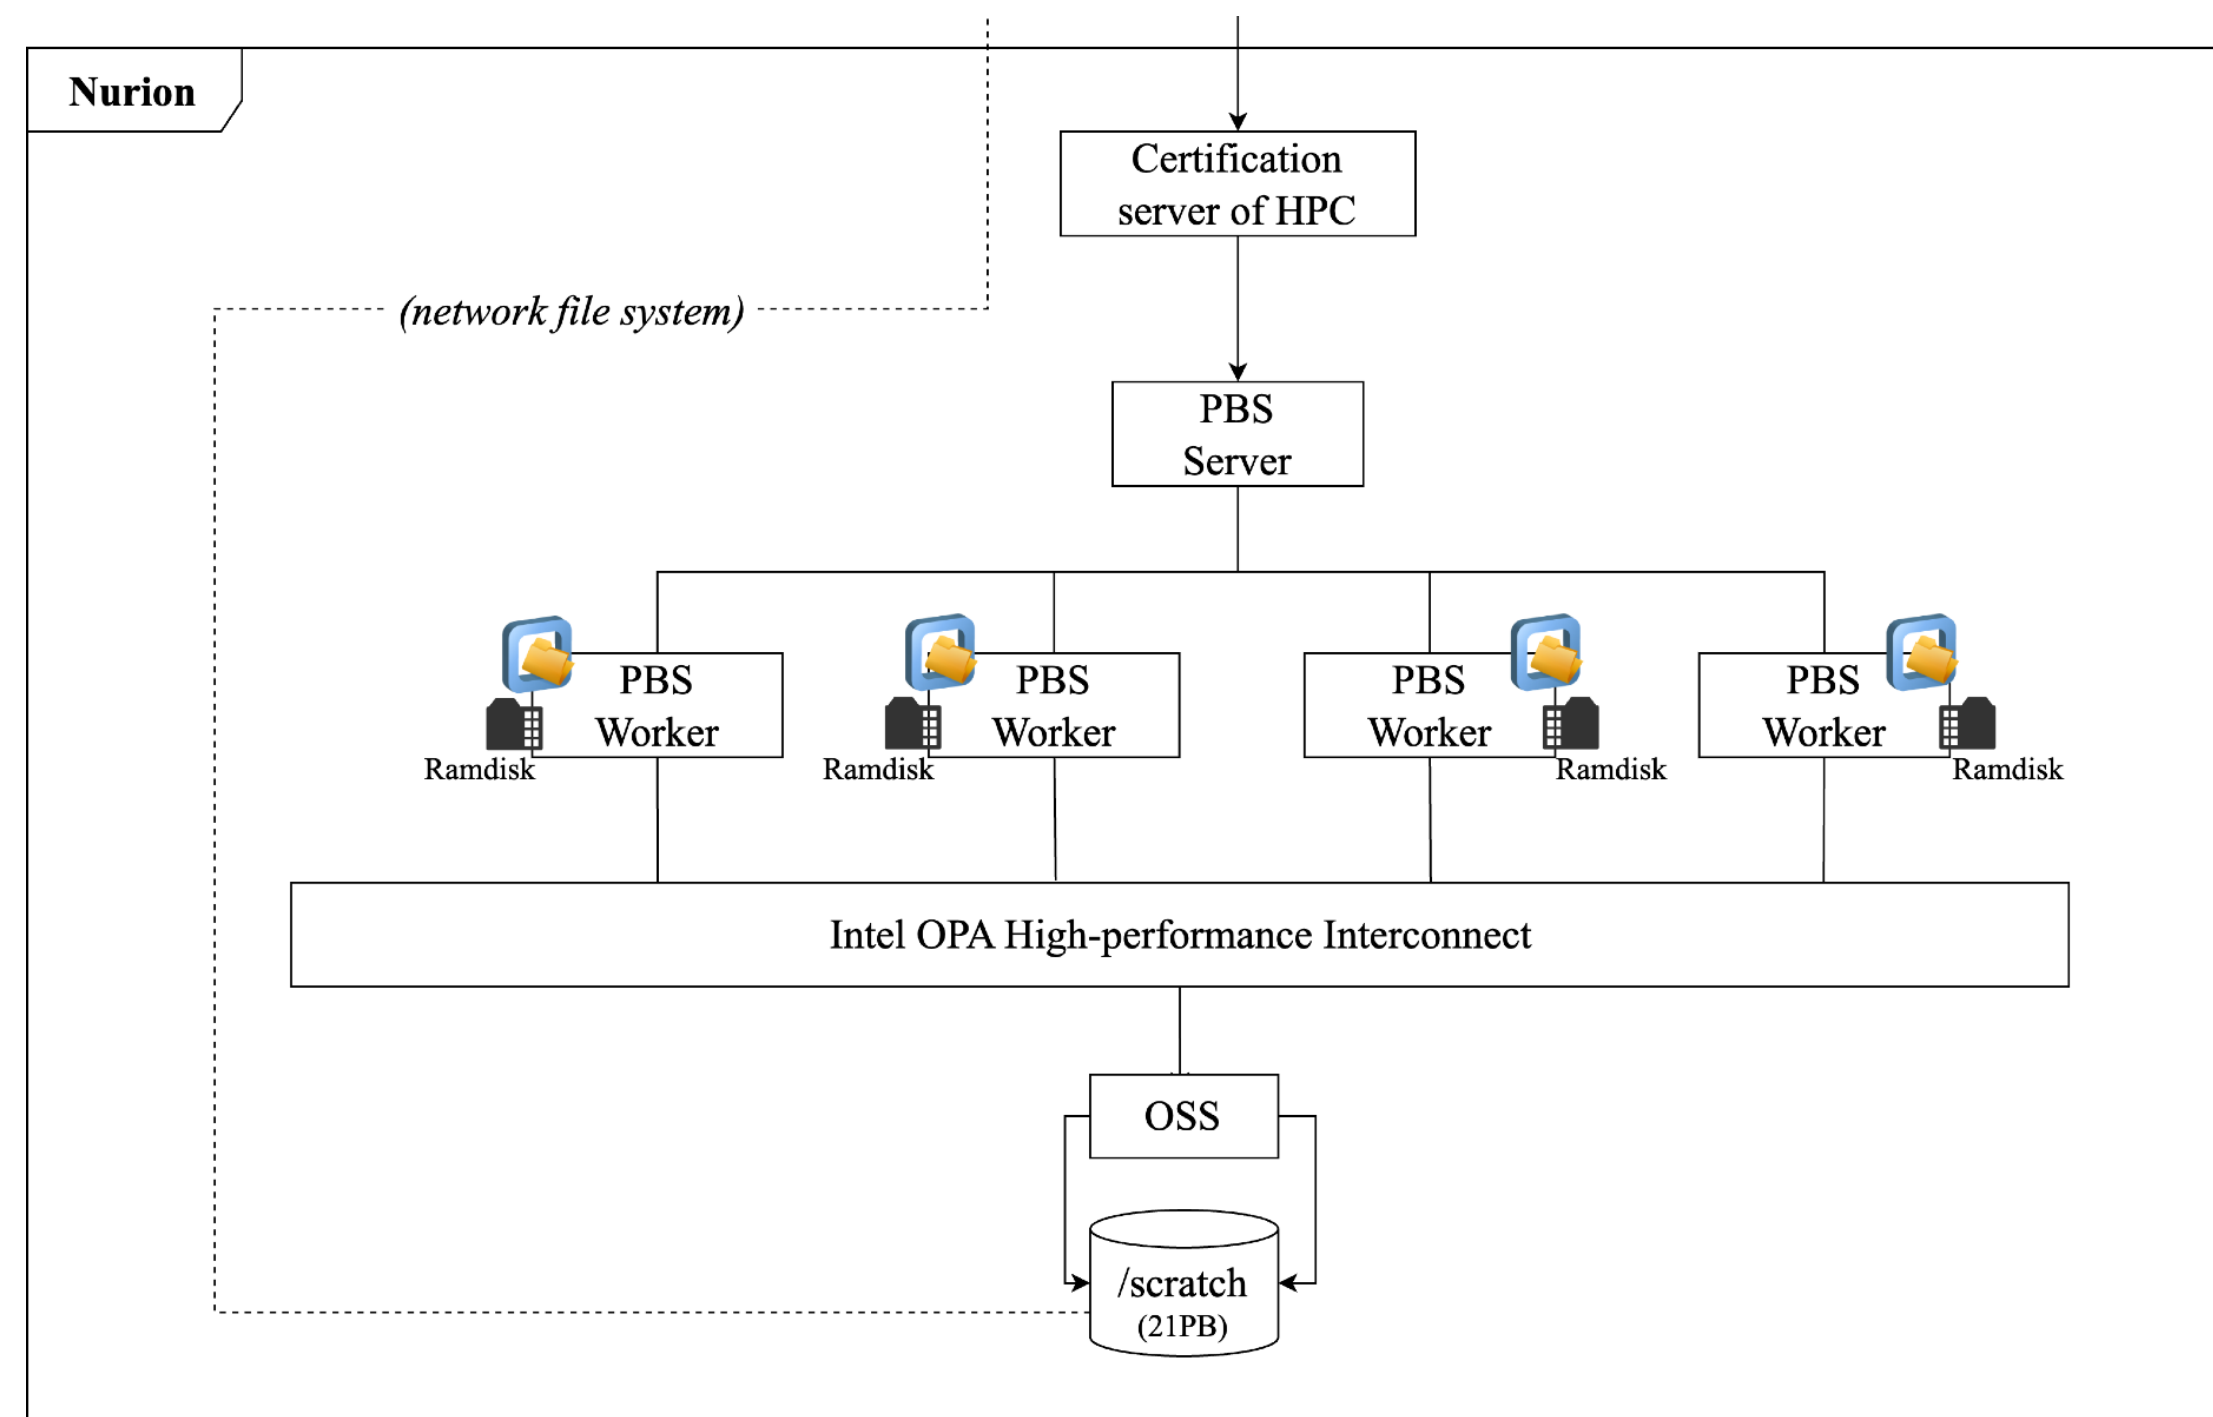 Nurion
Certification
server of HPC
(network file system)
PBS
Server
PBS
Worker
Ramdisk
PBS
Worker
Ramdisk
PBS
Worker
Ramdisk
PBS
Worker
Ramdisk
Intel OPA High-performance Interconnect
OSS
/scratch
(21PB)